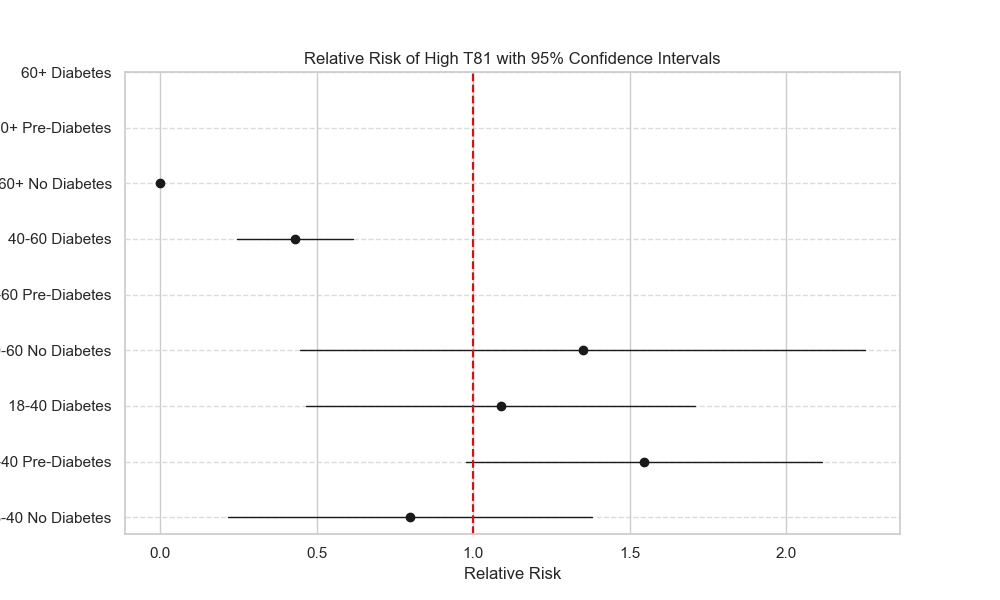 Relative Risk of High T81 with 95% Confidence Intervals
60+ Diabetes
0+ Pre-Diabetes
60+ No Diabetes
40-60 Diabetes
-60 Pre-Diabetes
-60 No Diabetes
18-40 Diabetes
-40 Pre-Diabetes
-40 No Diabetes
0.0 0.5 1.0 1.5 2.0
Relative Risk